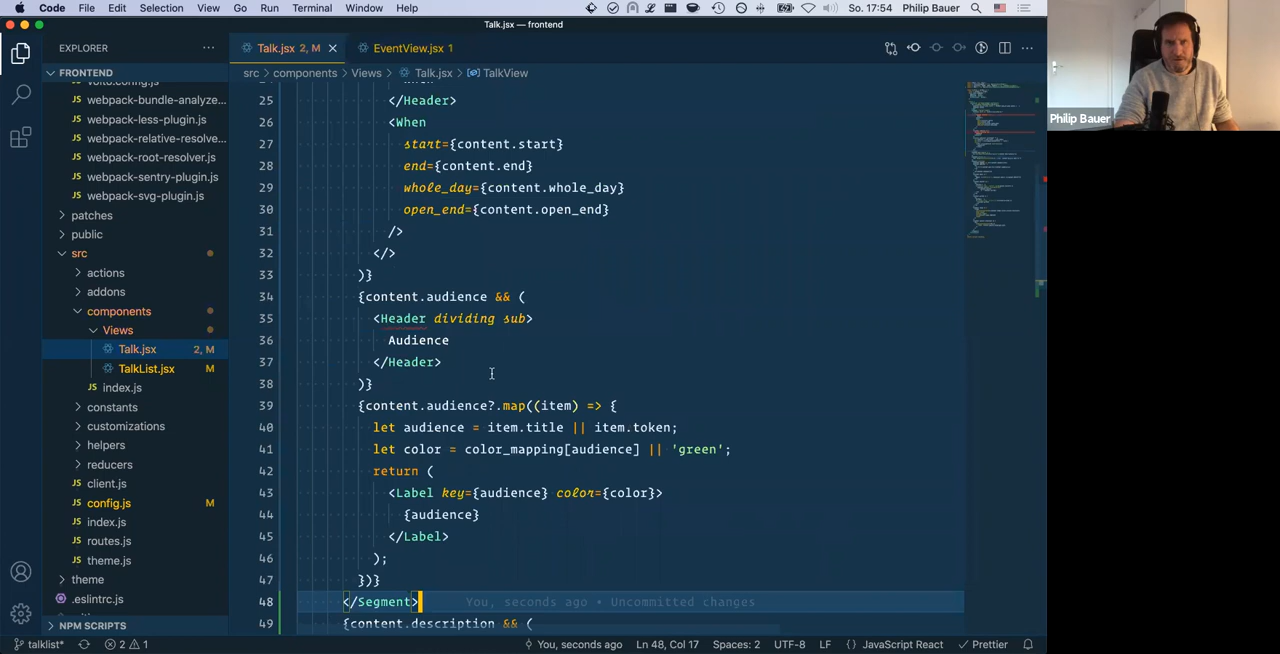 Code File Edit Selection View Go Run Terminal Window Help So. 17:54 Philip Bauer
Talk.jsx — frontend
EXPLORER
Talk.jsx 2, M
EventView.jsx 1
src > components > Views > Talk.jsx > TalkView
FRONTEND
webpack-bundle-analyze...
webpack-less-plugin.js
webpack-relative-resolve...
webpack-root-resolver.js
webpack-sentry-plugin.js
webpack-svg-plugin.js
patches
public
src
actions
addons
components
Views
Talk.jsx 2, M
TalkList.jsx M
index.js
constants
customizations
helpers
reducers
client.js
config.js M
index.js
routes.js
theme.js
theme
.eslintrc.js
NPM SCRIPTS
25 </Header>
26 <When
27 start={content.start}
28 end={content.end}
29 whole_day={content.whole_day}
30 open_end={content.open_end}
31 />
32 </>
33 )}
34 {content.audience && (
35 <Header dividing sub>
36 Audience
37 </Header>
38 )}
39 {content.audience?.map((item) => {
40 let audience = item.title || item.token;
41 let color = color_mapping[audience] || 'green';
42 return (
43 <Label key={audience} color={color}>
44 {audience}
45 </Label>
46 );
47 })}
48 </Segment> You, seconds ago • Uncommitted changes
49 {content.description && (
talklist* 2 1 You, seconds ago Ln 48, Col 17 Spaces: 2 UTF-8 LF {} JavaScript React Prettier
Philip Bauer